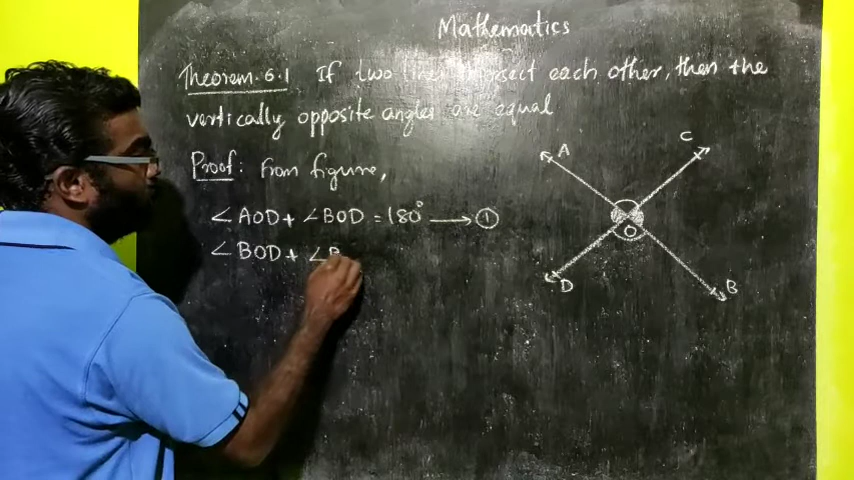 Mathematics
Theorem. 6.1 If two lines intersect each other, then the
vertically opposite angles are equal
Proof: From figure,
∠AOD + ∠BOD = 180° → ①
∠BOD + ∠B
A
C
O
D
B